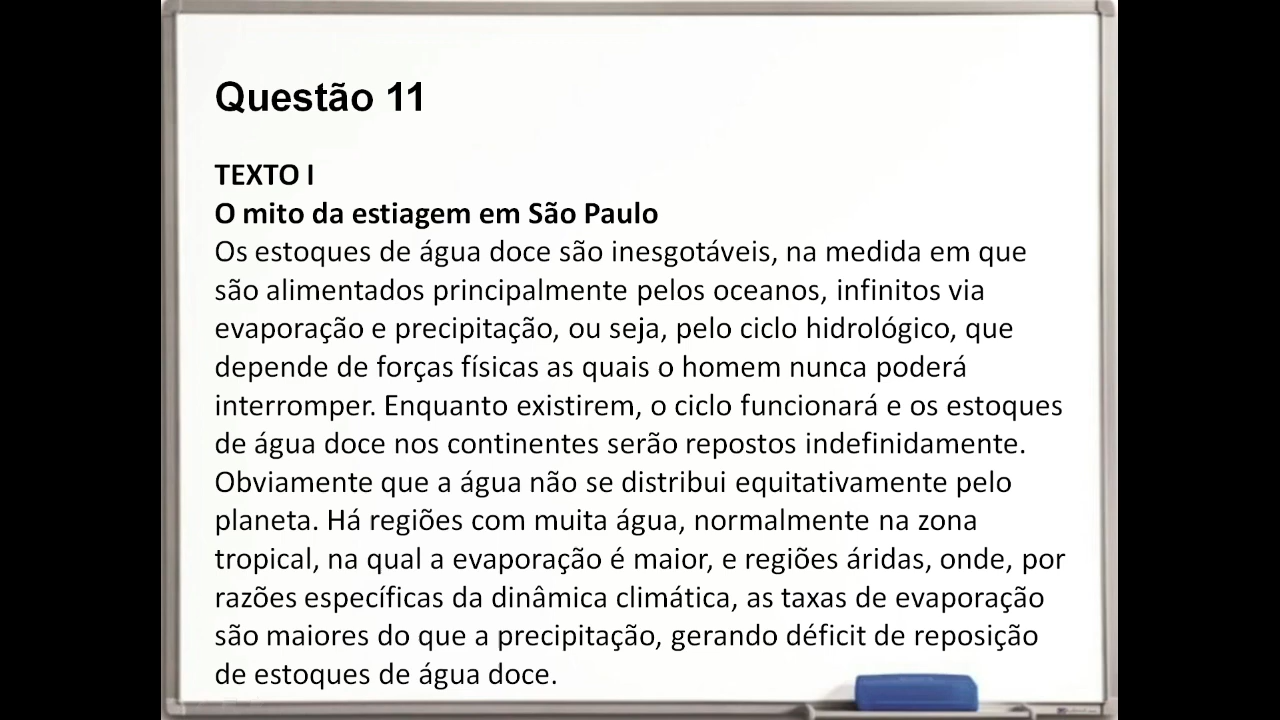 Questão 11
TEXTO I
O mito da estiagem em São Paulo
Os estoques de água doce são inesgotáveis, na medida em que
são alimentados principalmente pelos oceanos, infinitos via
evaporação e precipitação, ou seja, pelo ciclo hidrológico, que
depende de forças físicas as quais o homem nunca poderá
interromper. Enquanto existirem, o ciclo funcionará e os estoques
de água doce nos continentes serão repostos indefinidamente.
Obviamente que a água não se distribui equitativamente pelo
planeta. Há regiões com muita água, normalmente na zona
tropical, na qual a evaporação é maior, e regiões áridas, onde, por
razões específicas da dinâmica climática, as taxas de evaporação
são maiores do que a precipitação, gerando déficit de reposição
de estoques de água doce.